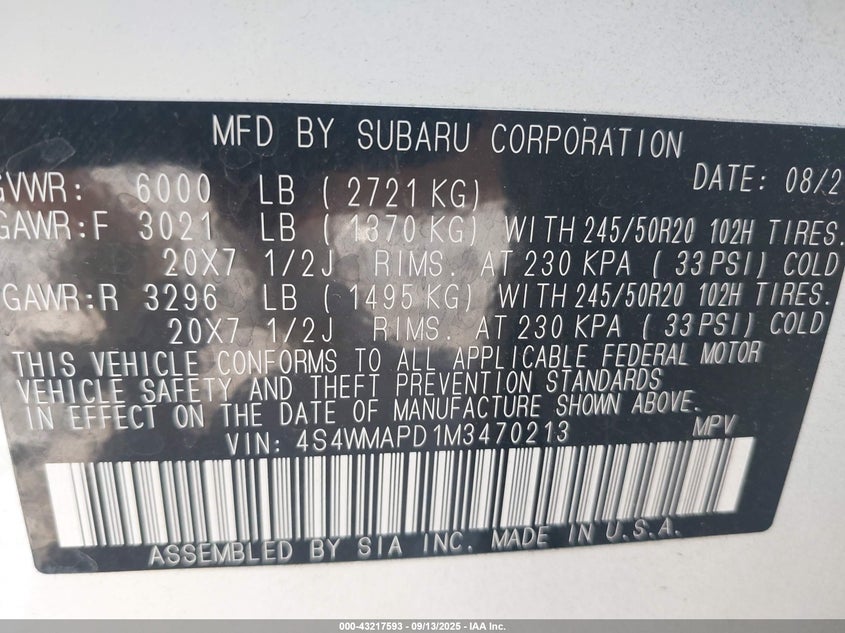 MFD BY SUBARU CORPORATION
DATE: 08/2
GVWR: 6000 LB ( 2721 KG)
GAWR:F 3021 LB ( 1370 KG) WITH 245/50R20 102H TIRES.
20X7 1/2J RIMS. AT 230 KPA ( 33 PSI) COLD
GAWR:R 3296 LB ( 1495 KG) WITH 245/50R20 102H TIRES.
20X7 1/2J RIMS. AT 230 KPA ( 33 PSI) COLD
THIS VEHICLE CONFORMS TO ALL APPLICABLE FEDERAL MOTOR
VEHICLE SAFETY AND THEFT PREVENTION STANDARDS
IN EFFECT ON THE DATE OF MANUFACTURE SHOWN ABOVE.
VIN: 4S4WMAPD1M3470213 MPV
ASSEMBLED BY SIA INC. MADE IN U.S.A.
000-43217593 - 09/13/2025 - IAA Inc.